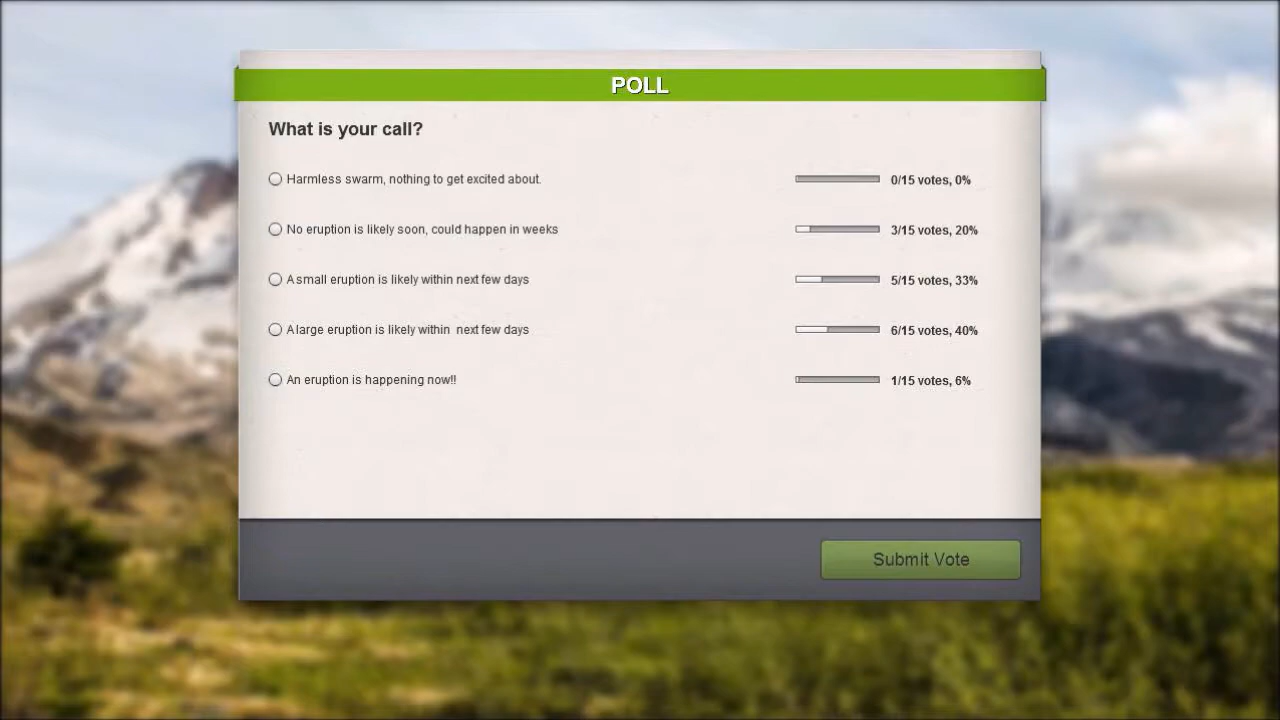 POLL
What is your call?
Harmless swarm, nothing to get excited about. 0/15 votes, 0%
No eruption is likely soon, could happen in weeks 3/15 votes, 20%
A small eruption is likely within next few days 5/15 votes, 33%
A large eruption is likely within next few days 6/15 votes, 40%
An eruption is happening now!! 1/15 votes, 6%
Submit Vote